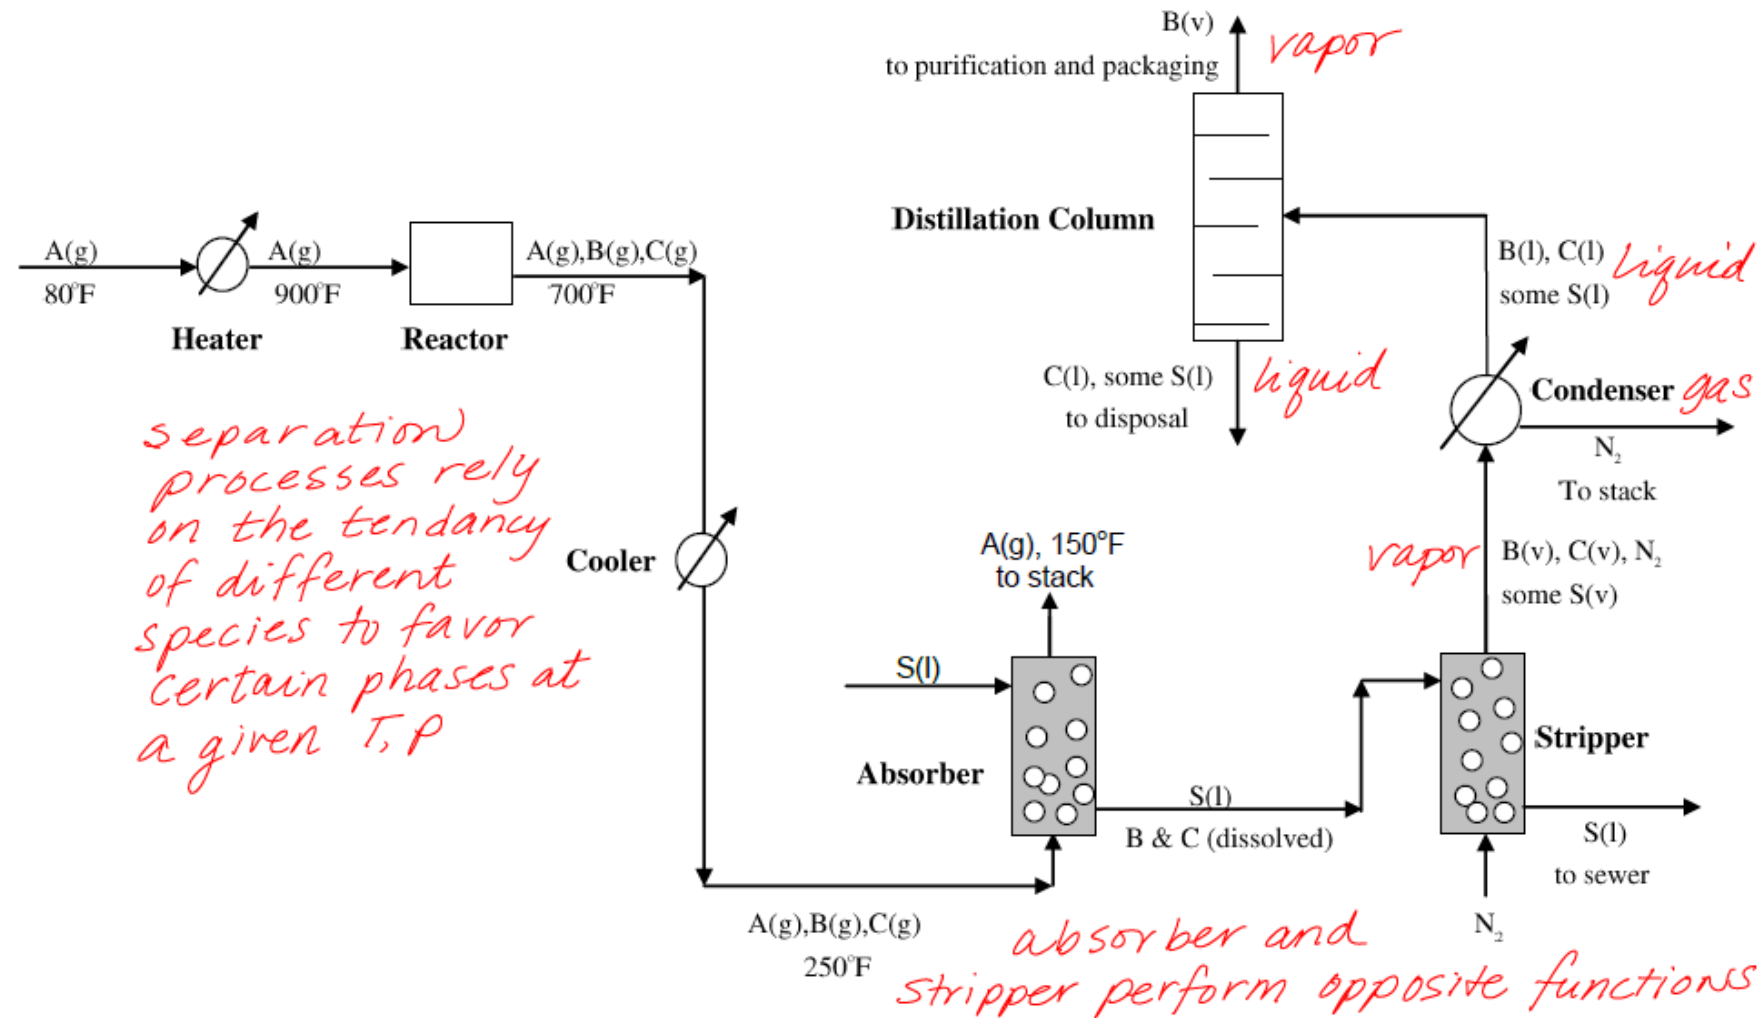 B(v)
vapor
to purification and packaging
Distillation Column
A(g)
80°F
Heater
A(g)
900°F
Reactor
A(g),B(g),C(g)
700°F
B(l), C(l)
some S(l)
liquid
C(l), some S(l)
to disposal
liquid
Condenser gas
N₂
To stack
separation
processes rely
on the tendancy
of different
species to favor
certain phases at
a given T, P
Cooler
A(g), 150°F
to stack
vapor
B(v), C(v), N₂
some S(v)
S(l)
Absorber
S(l)
B & C (dissolved)
Stripper
S(l)
to sewer
N₂
A(g),B(g),C(g)
250°F
absorber and
stripper perform opposite functions